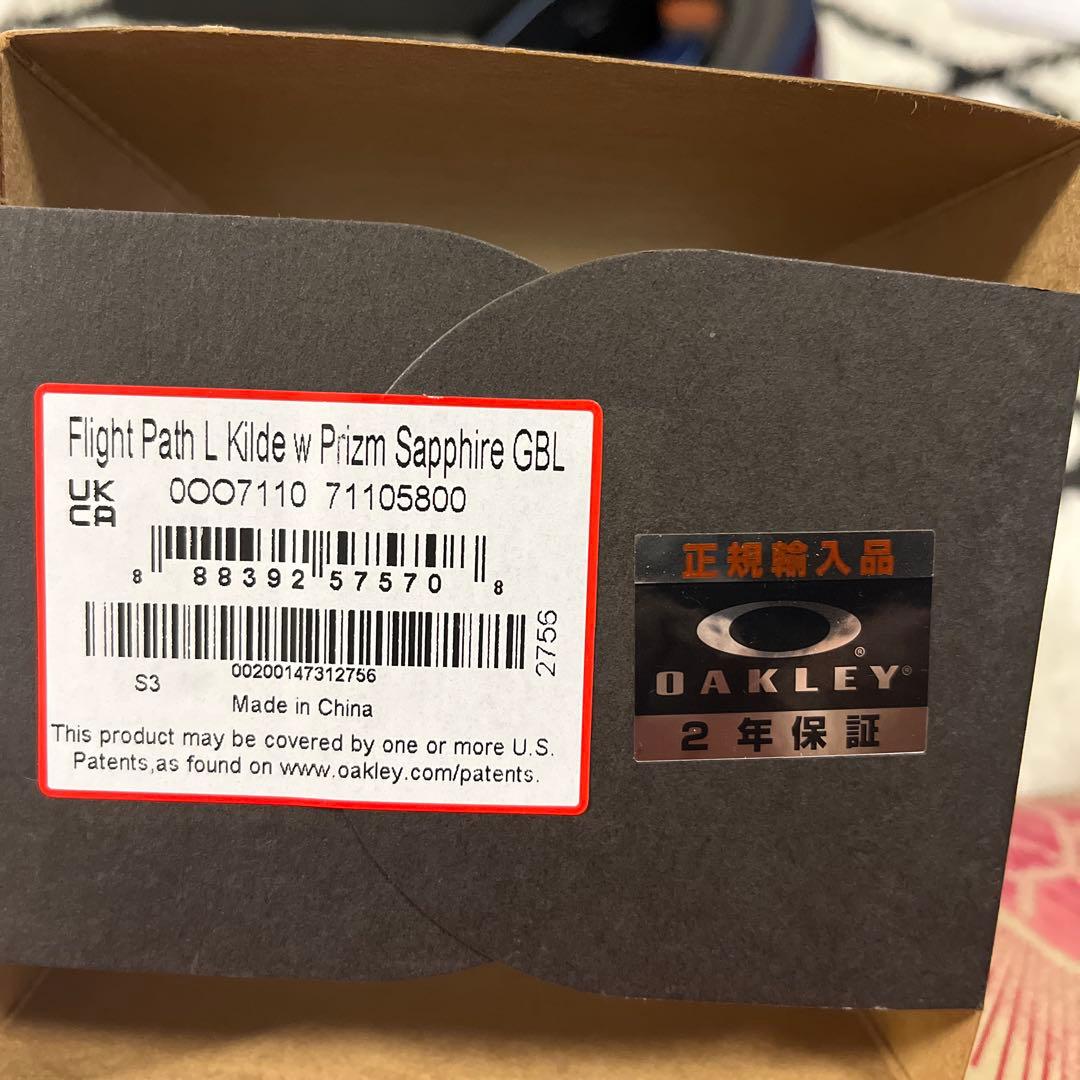 Flight Path L Kilde w Prizm Sapphire GBL
UK
CA
0OO7110 71105800
8 88392 57570 8
2756
00200147312756
S3
Made in China
This product may be covered by one or more U.S.
Patents,as found on www.oakley.com/patents.
正規輸入品
®
OAKLEY®
2年保証